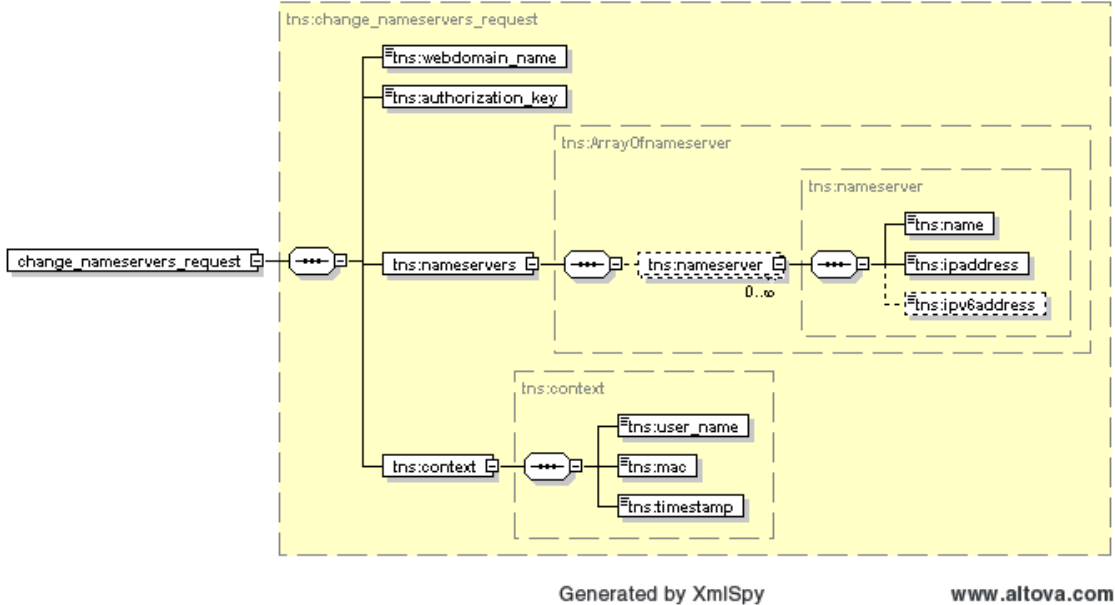 tns:change_nameservers_request
tns:webdomain_name
tns:authorization_key
tns:ArrayOfnameserver
tns:nameserver
tns:name
change_nameservers_request
tns:nameservers
tns:nameserver
tns:ipaddress
0..∞
tns:ipv6address
tns:context
tns:user_name
tns:context
tns:mac
tns:timestamp
Generated by XmlSpy
www.altova.com